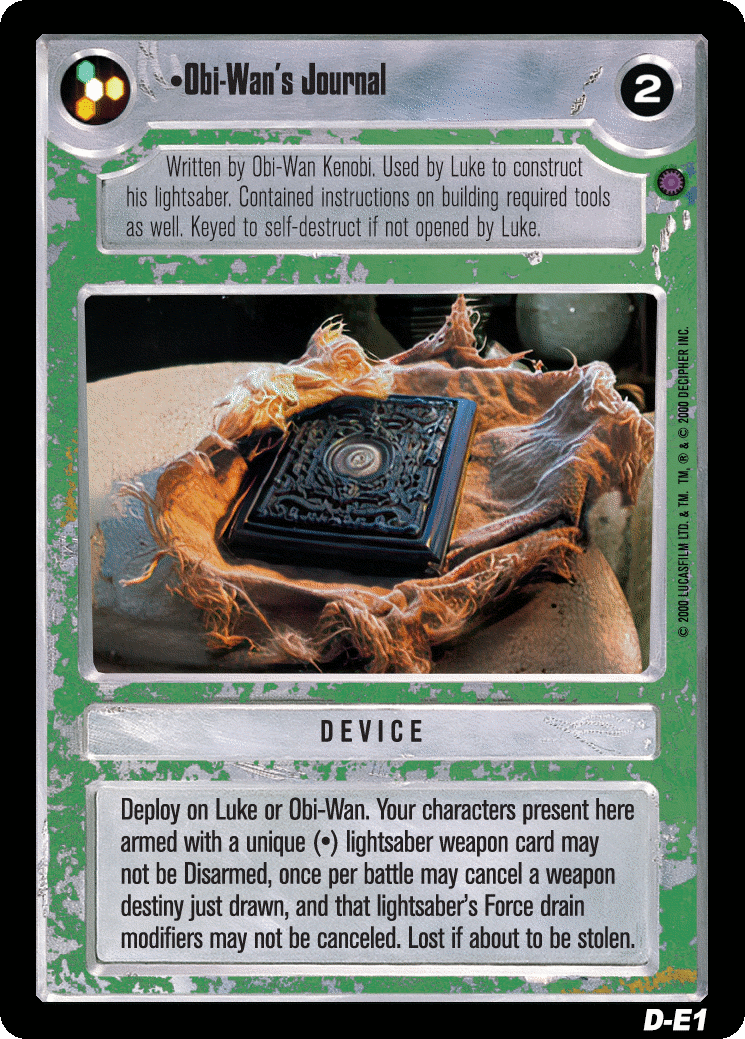 •Obi-Wan's Journal
2
Written by Obi-Wan Kenobi. Used by Luke to construct
his lightsaber. Contained instructions on building required tools
as well. Keyed to self-destruct if not opened by Luke.
© 2000 LUCASFILM LTD. & TM. TM, ® & © 2000 DECIPHER INC.
DEVICE
Deploy on Luke or Obi-Wan. Your characters present here
armed with a unique (•) lightsaber weapon card may
not be Disarmed, once per battle may cancel a weapon
destiny just drawn, and that lightsaber's Force drain
modifiers may not be canceled. Lost if about to be stolen.
D-E1